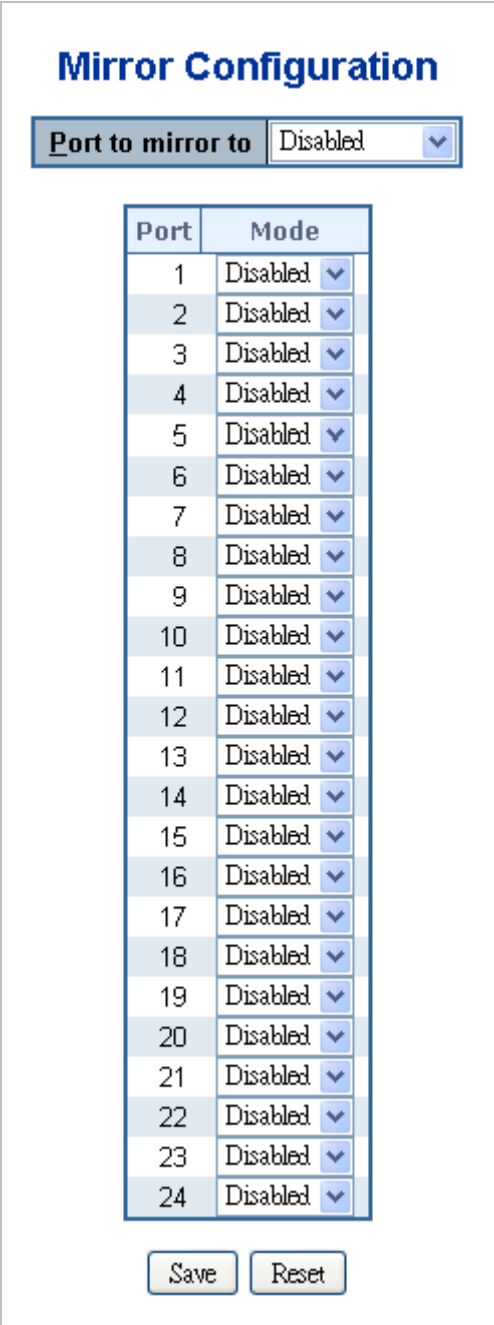 Mirror Configuration
Port to mirror to Disabled
Port Mode
1 Disabled
2 Disabled
3 Disabled
4 Disabled
5 Disabled
6 Disabled
7 Disabled
8 Disabled
9 Disabled
10 Disabled
11 Disabled
12 Disabled
13 Disabled
14 Disabled
15 Disabled
16 Disabled
17 Disabled
18 Disabled
19 Disabled
20 Disabled
21 Disabled
22 Disabled
23 Disabled
24 Disabled
Save Reset